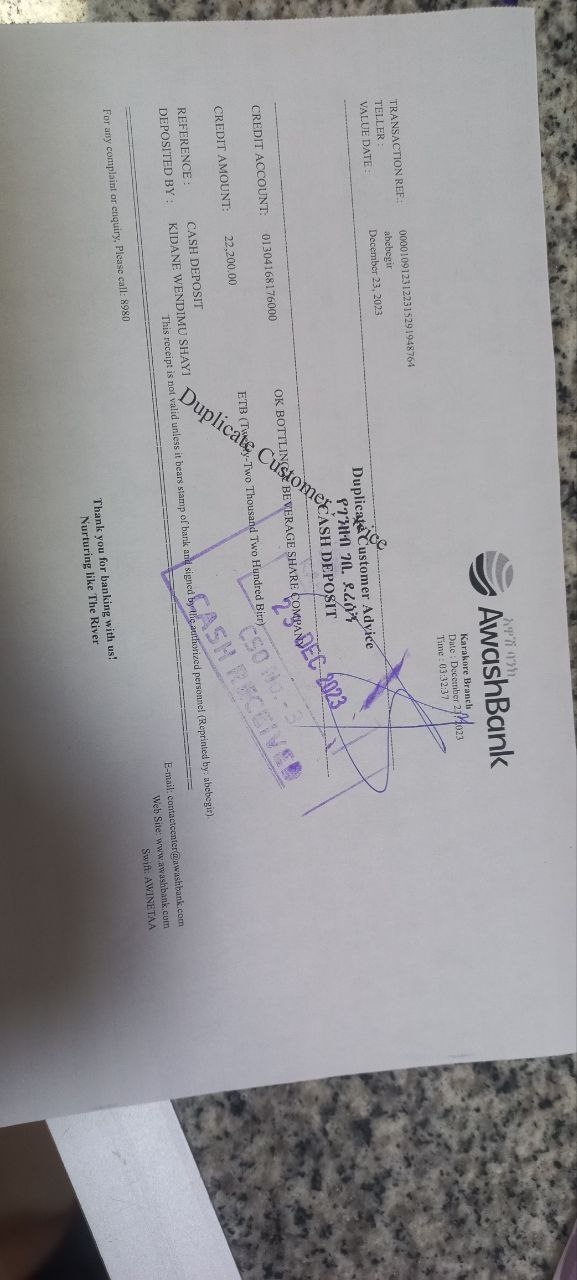 አዋሽ ባንክ
AwashBank
Karakore Branch
Date : December 23, 2023
Time : 03:32:37
Duplicate Customer Advice
የገንዘብ ገቢ ደረሰኝ
CASH DEPOSIT
TRANSACTION REF.: 0000109123122315291948764
TELLER : abebegir
VALUE DATE : December 23, 2023
CREDIT ACCOUNT: 01304168176000 OK BOTTLING & BEVERAGE SHARE COMPANY
CREDIT AMOUNT: 22,200.00 ETB (Twenty-Two Thousand Two Hundred Birr)
REFERENCE : CASH DEPOSIT
DEPOSITED BY : KIDANE WENDIMU SHAYI
Duplicate Customer Advice
23 DEC 2023
CSO No.- 3
CASH RECEIVED
This receipt is not valid unless it bears stamp of bank and signed by the authorized personnel (Reprinted by: abebegir)
For any complaint or enquiry, Please call: 8980
E-mail: contactcenter@awashbank.com
Web Site: www.awashbank.com
Swift: AWINETAA
Thank you for banking with us!
Nurturing like The River